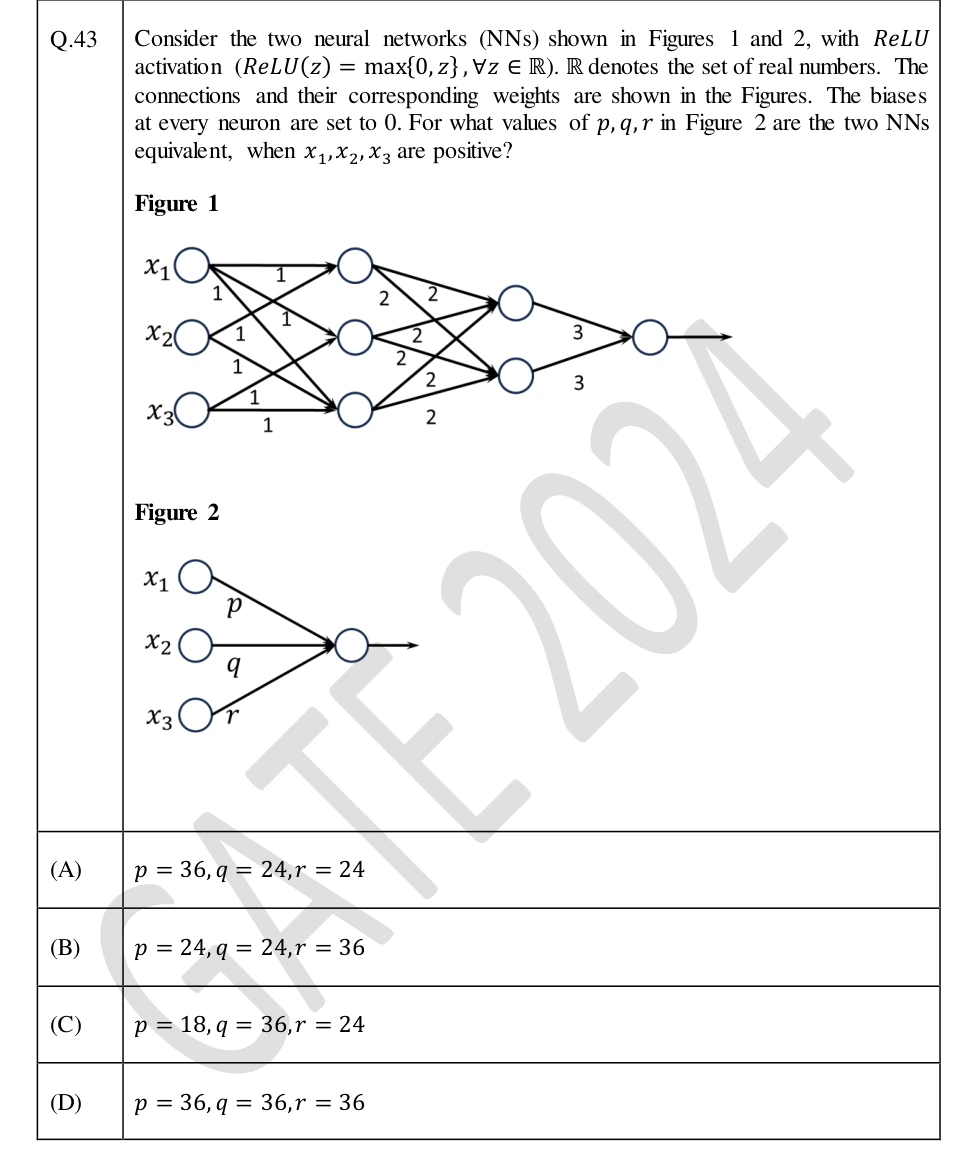 Q.43
Consider the two neural networks (NNs) shown in Figures 1 and 2, with ReLU
activation (ReLU(z) = max{0, z}, ∀z ∈ ℝ). ℝ denotes the set of real numbers. The
connections and their corresponding weights are shown in the Figures. The biases
at every neuron are set to 0. For what values of p, q, r in Figure 2 are the two NNs
equivalent, when x₁, x₂, x₃ are positive?
Figure 1
x₁
1
1
2
2
1
x₂
1
2
3
1
2
x₃
1
2
3
1
2
Figure 2
x₁
p
x₂
q
x₃
r
(A)
p = 36, q = 24, r = 24
(B)
p = 24, q = 24, r = 36
(C)
p = 18, q = 36, r = 24
(D)
p = 36, q = 36, r = 36
GATE 2024